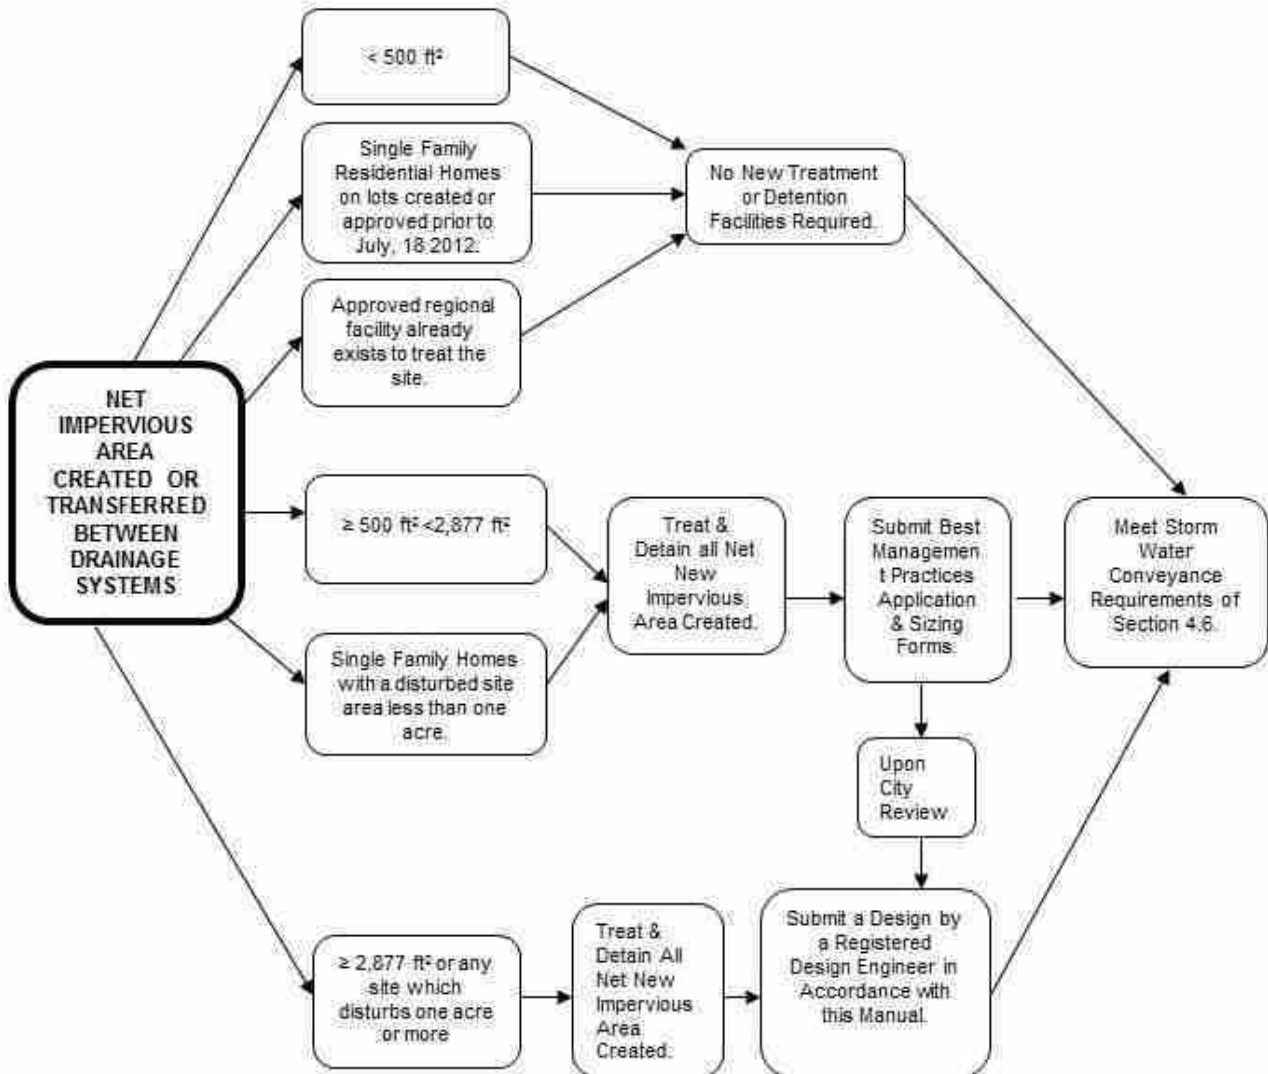 < 500 ft²
Single Family
Residential Homes
on lots created or
approved prior to
July, 18 2012.
No New Treatment
or Detention
Facilities Required.
Approved regional
facility already
exists to treat the
site.
NET
IMPERVIOUS
AREA
CREATED OR
TRANSFERRED
BETWEEN
DRAINAGE
SYSTEMS
≥ 500 ft² <2,877 ft²
Treat &
Detain all Net
New
Impervious
Area Created.
Submit Best
Managemen
t Practices
Application
& Sizing
Forms.
Meet Storm
Water
Conveyance
Requirements of
Section 4.6.
Single Family Homes
with a disturbed site
area less than one
acre.
Upon
City
Review
≥ 2,877 ft² or any
site which
disturbs one acre
or more
Treat &
Detain All
Net New
Impervious
Area
Created.
Submit a Design by
a Registered
Design Engineer in
Accordance with
this Manual.